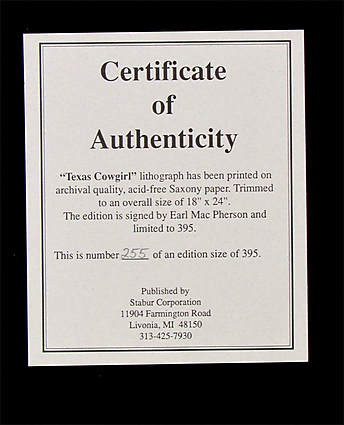 Certificate
of
Authenticity
"Texas Cowgirl" lithograph has been printed on
archival quality, acid-free Saxony paper. Trimmed
to an overall size of 18" x 24".
The edition is signed by Earl Mac Pherson and
limited to 395.
This is number 255 of an edition size of 395.
Published by
Stabur Corporation
11904 Farmington Road
Livonia, MI 48150
313-425-7930